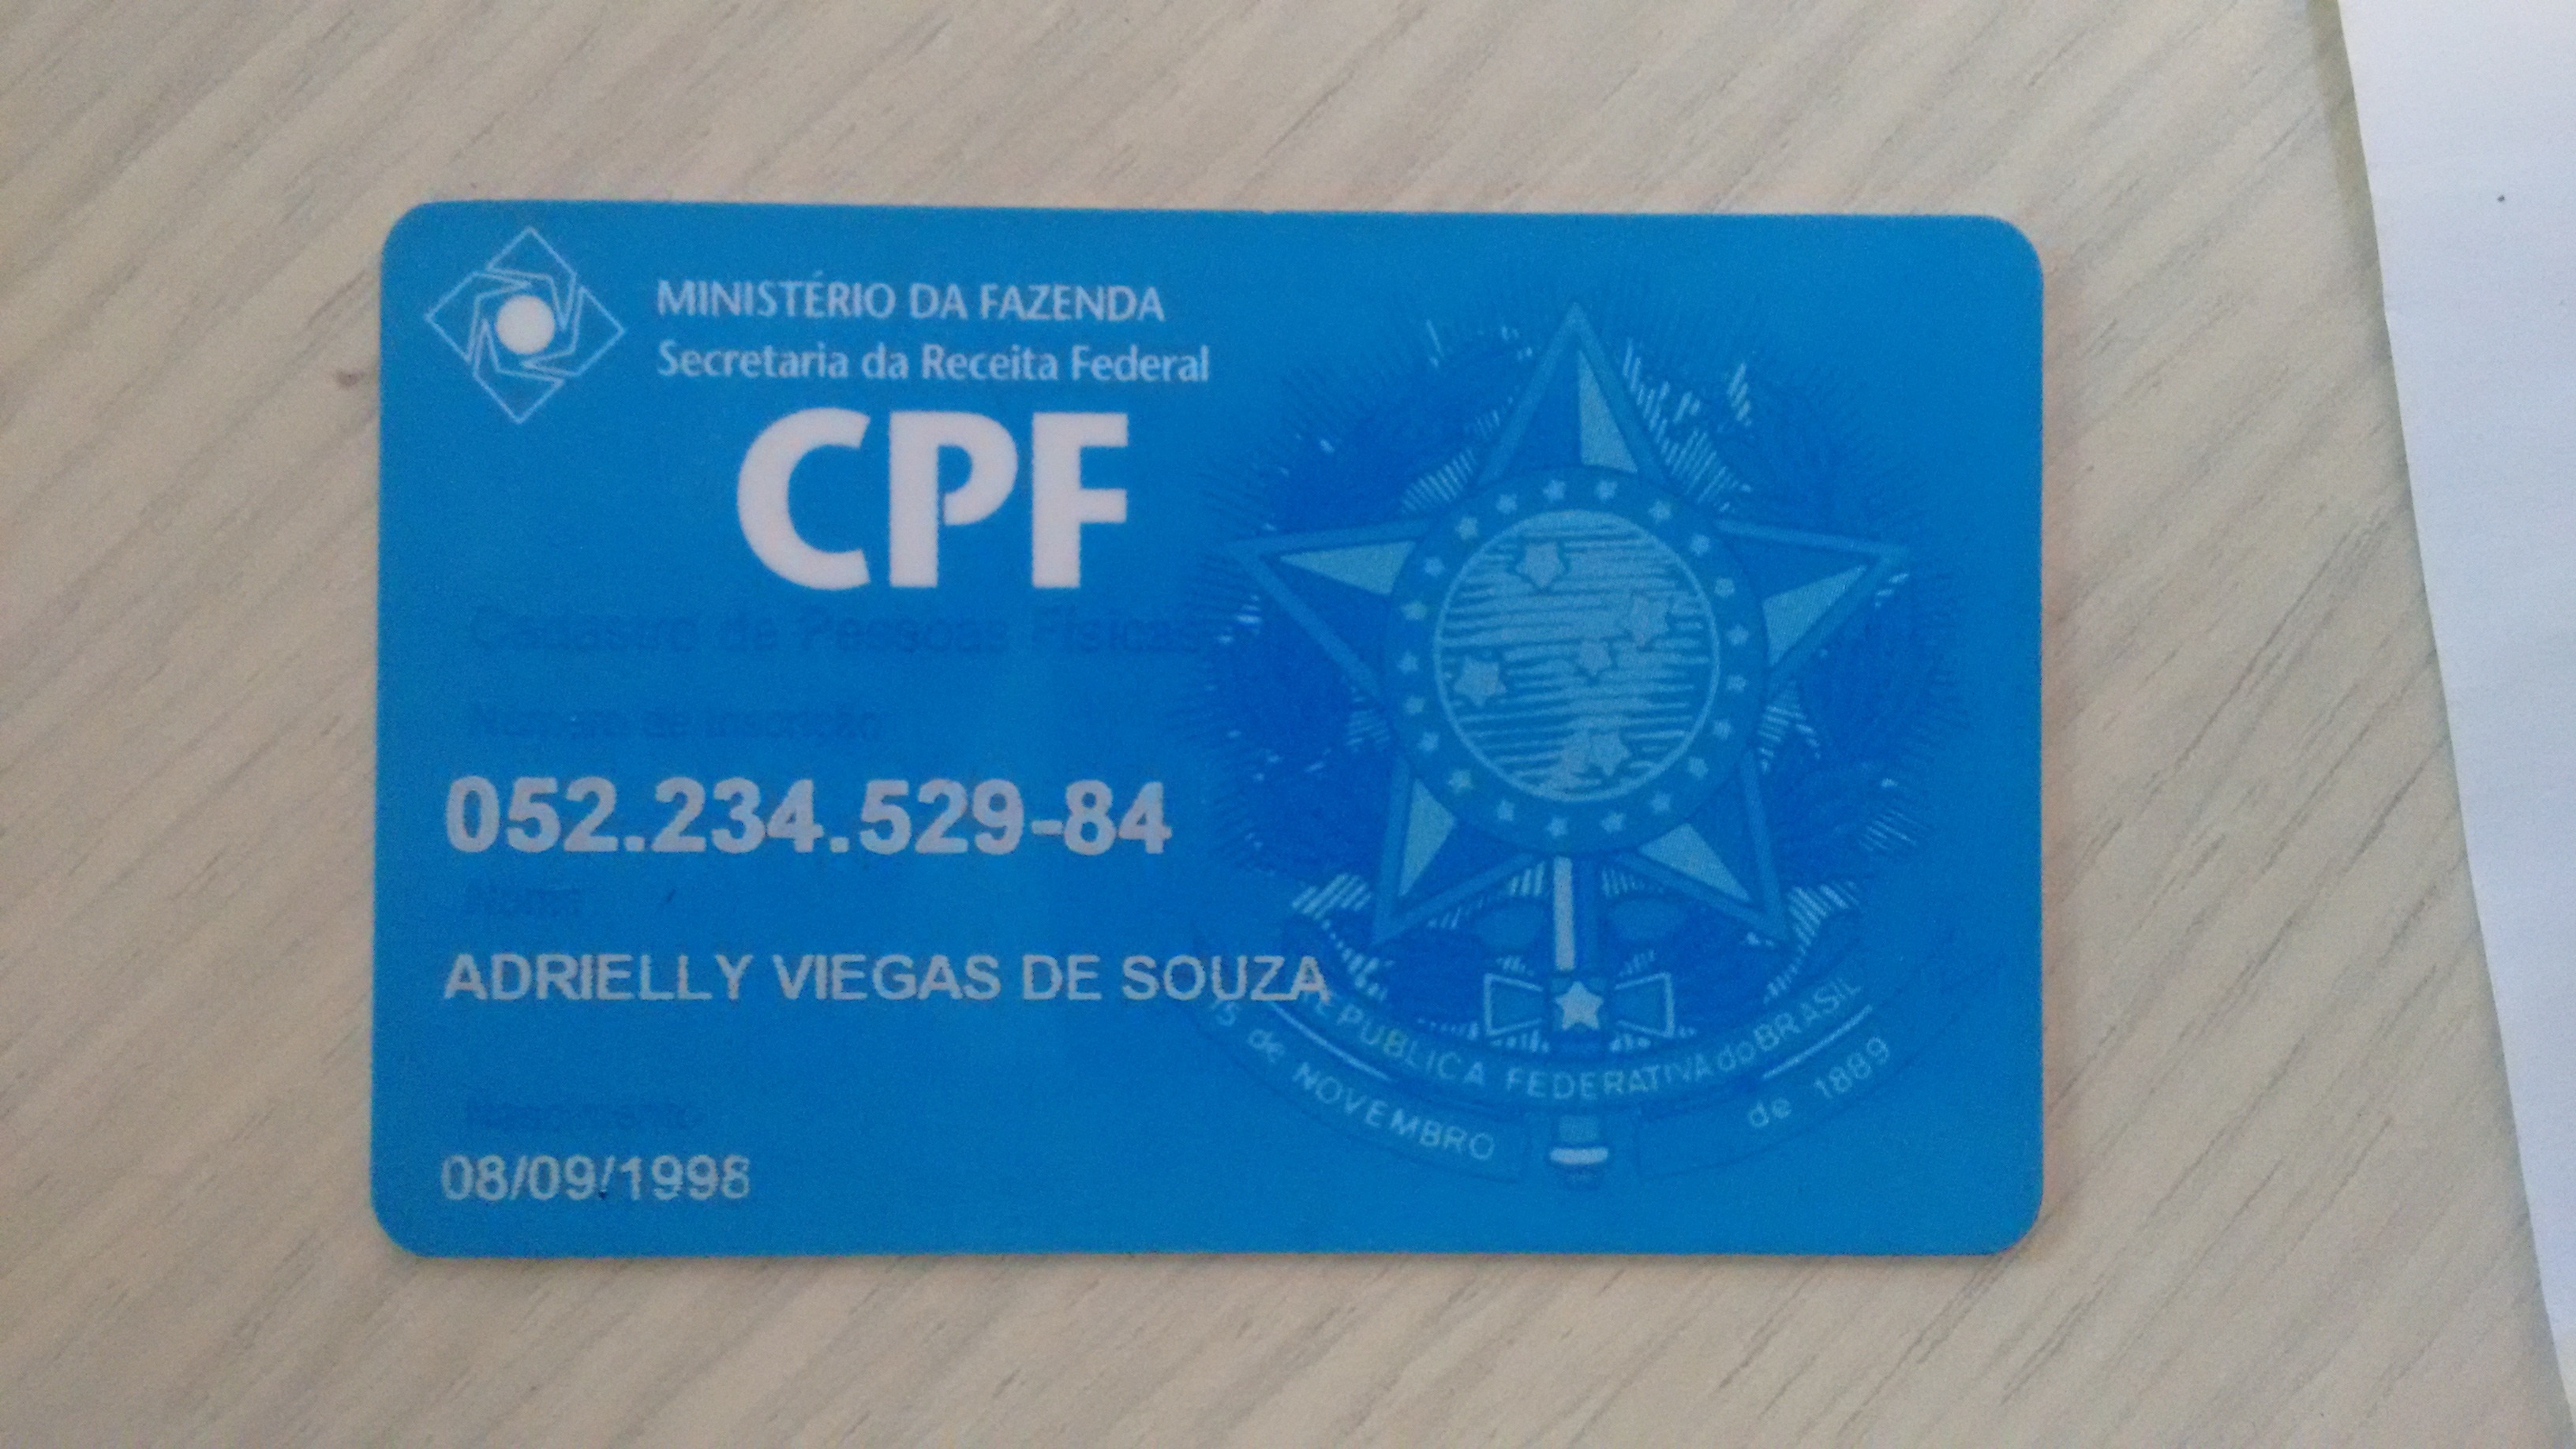 MINISTÉRIO DA FAZENDA
Secretaria da Receita Federal
CPF
Cadastro de Pessoas Físicas
Número de Inscrição
052.234.529-84
Nome
ADRIELLY VIEGAS DE SOUZA
Nascimento
08/09/1998
REPUBLICA FEDERATIVA do BRASIL
15 de NOVEMBRO
de 1889